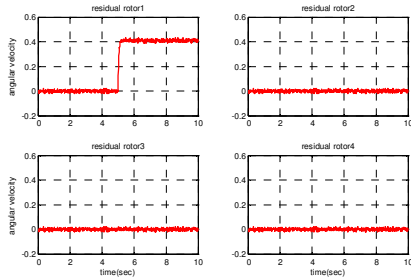 residual rotor1
residual rotor2
angular velocity
0.6
0.4
0.2
0
-0.2
0 2 4 6 8 10
0.6
0.4
0.2
0
-0.2
0 2 4 6 8 10
residual rotor3
residual rotor4
angular velocity
0.6
0.4
0.2
0
-0.2
0 2 4 6 8 10
time(sec)
0.6
0.4
0.2
0
-0.2
0 2 4 6 8 10
time(sec)